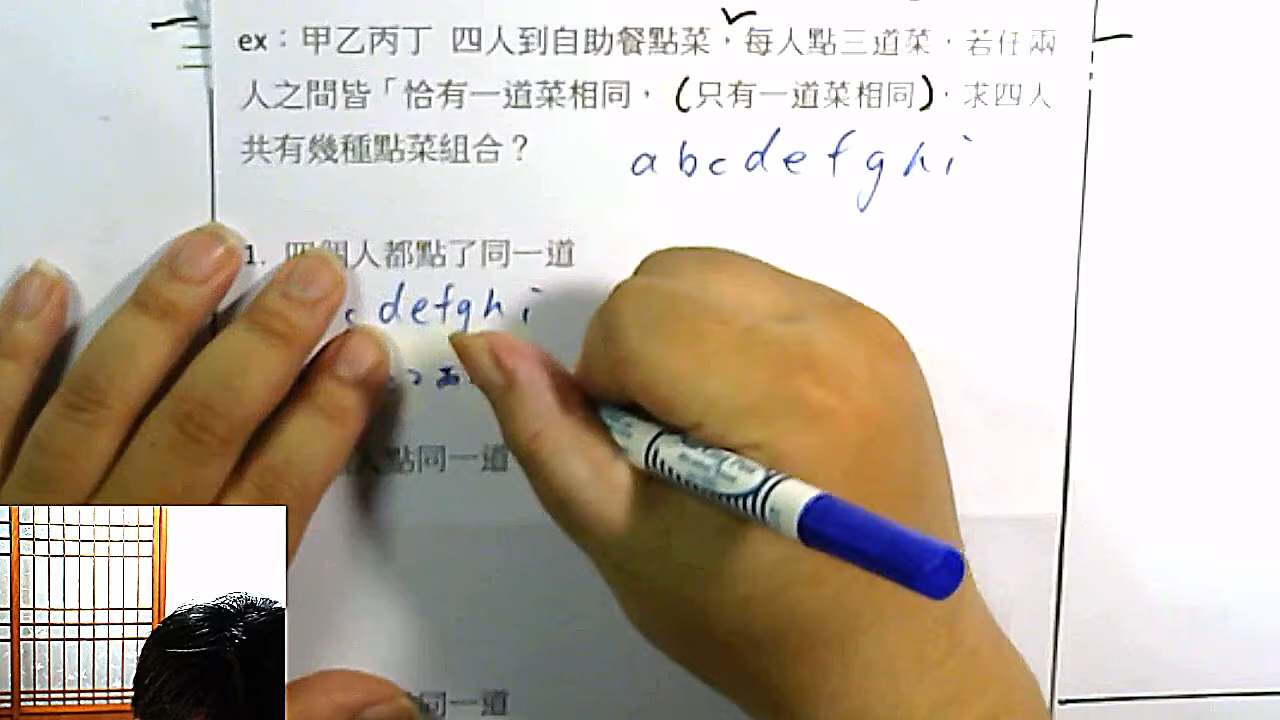 ex：甲乙丙丁 四人到自助餐點菜，每人點三道菜，若任兩
人之間皆「恰有一道菜相同，(只有一道菜相同)，求四人
共有幾種點菜組合？
a b c d e f g h i
1. 四個人都點了同一道
c d e f g h i
點同一道
同一道